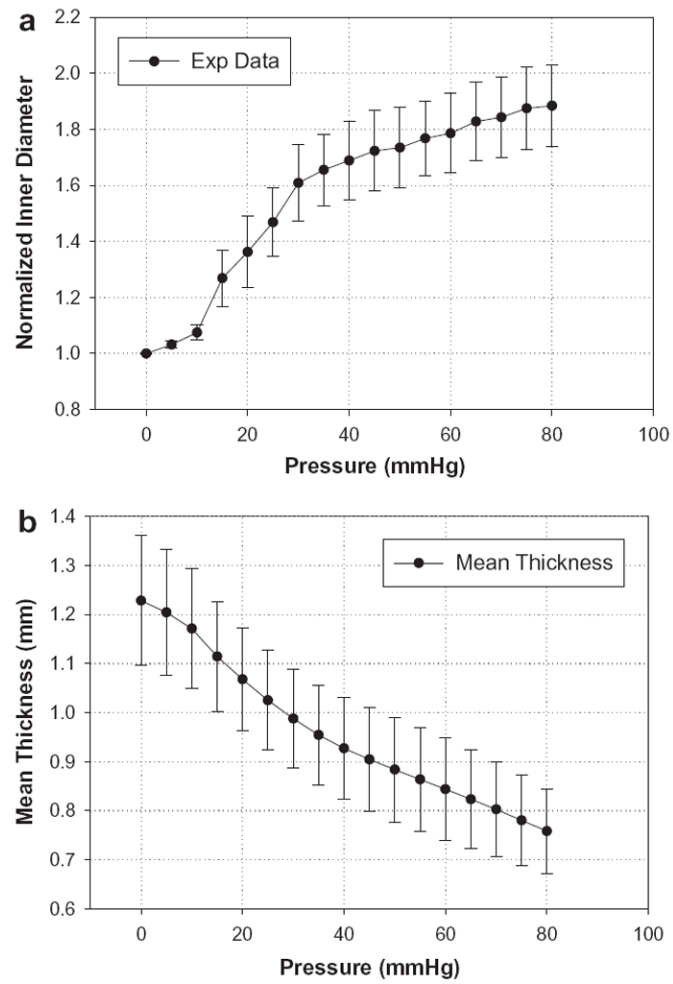 a
2.2
Exp Data
2.0
1.8
1.6
1.4
1.2
1.0
0.8
Normalized Inner Diameter
0 20 40 60 80 100
Pressure (mmHg)
b
1.4
Mean Thickness
1.3
1.2
1.1
1.0
0.9
0.8
0.7
0.6
Mean Thickness (mm)
0 20 40 60 80 100
Pressure (mmHg)